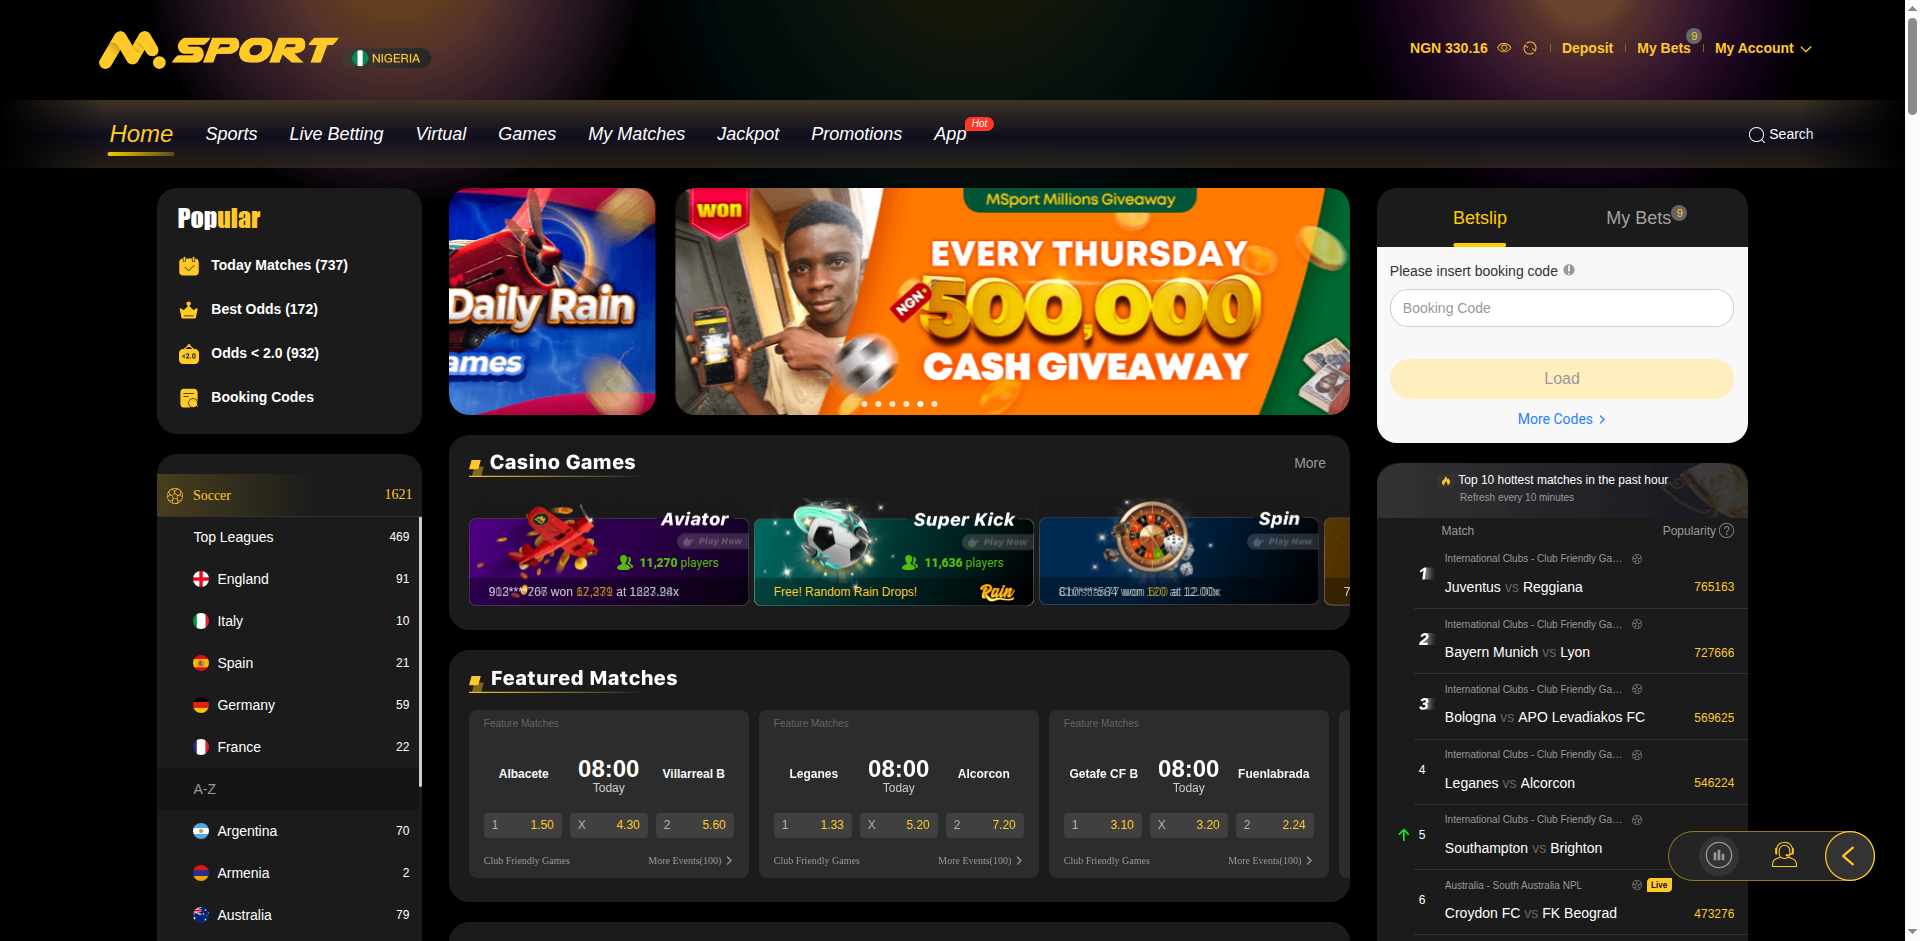 M.SPORT
NIGERIA
NGN 330.16
Deposit
My Bets
9
My Account
Home
Sports
Live Betting
Virtual
Games
My Matches
Jackpot
Promotions
App
Hot
Search
Popular
Today Matches (737)
Best Odds (172)
Odds < 2.0 (932)
<2.0
Booking Codes
Soccer
1621
Top Leagues
469
England
91
Italy
10
Spain
21
Germany
59
France
22
A-Z
Argentina
70
Armenia
2
Australia
79
Daily Rain
ames
won
MSport Millions Giveaway
EVERY THURSDAY
NGN
500,000
CASH GIVEAWAY
Casino Games
More
Aviator
Play Now
11,270 players
won
at
Super Kick
Play Now
11,636 players
Free! Random Rain Drops!
Rain
Spin
Play Now
won
at 12.00x
7
Featured Matches
Feature Matches
Albacete
08:00
Today
Villarreal B
1 1.50
X 4.30
2 5.60
Club Friendly Games
More Events(100)
Feature Matches
Leganes
08:00
Today
Alcorcon
1 1.33
X 5.20
2 7.20
Club Friendly Games
More Events(100)
Feature Matches
Getafe CF B
08:00
Today
Fuenlabrada
1 3.10
X 3.20
2 2.24
Club Friendly Games
More Events(100)
Betslip
My Bets
9
Please insert booking code
Booking Code
Load
More Codes
Top 10 hottest matches in the past hour
Refresh every 10 minutes
Match
Popularity ?
1
International Clubs - Club Friendly Ga...
Juventus vs Reggiana
765163
2
International Clubs - Club Friendly Ga...
Bayern Munich vs Lyon
727666
3
International Clubs - Club Friendly Ga...
Bologna vs APO Levadiakos FC
569625
4
International Clubs - Club Friendly Ga...
Leganes vs Alcorcon
546224
5
International Clubs - Club Friendly Ga...
Southampton vs Brighton
6
Australia - South Australia NPL
Live
Croydon FC vs FK Beograd
473276